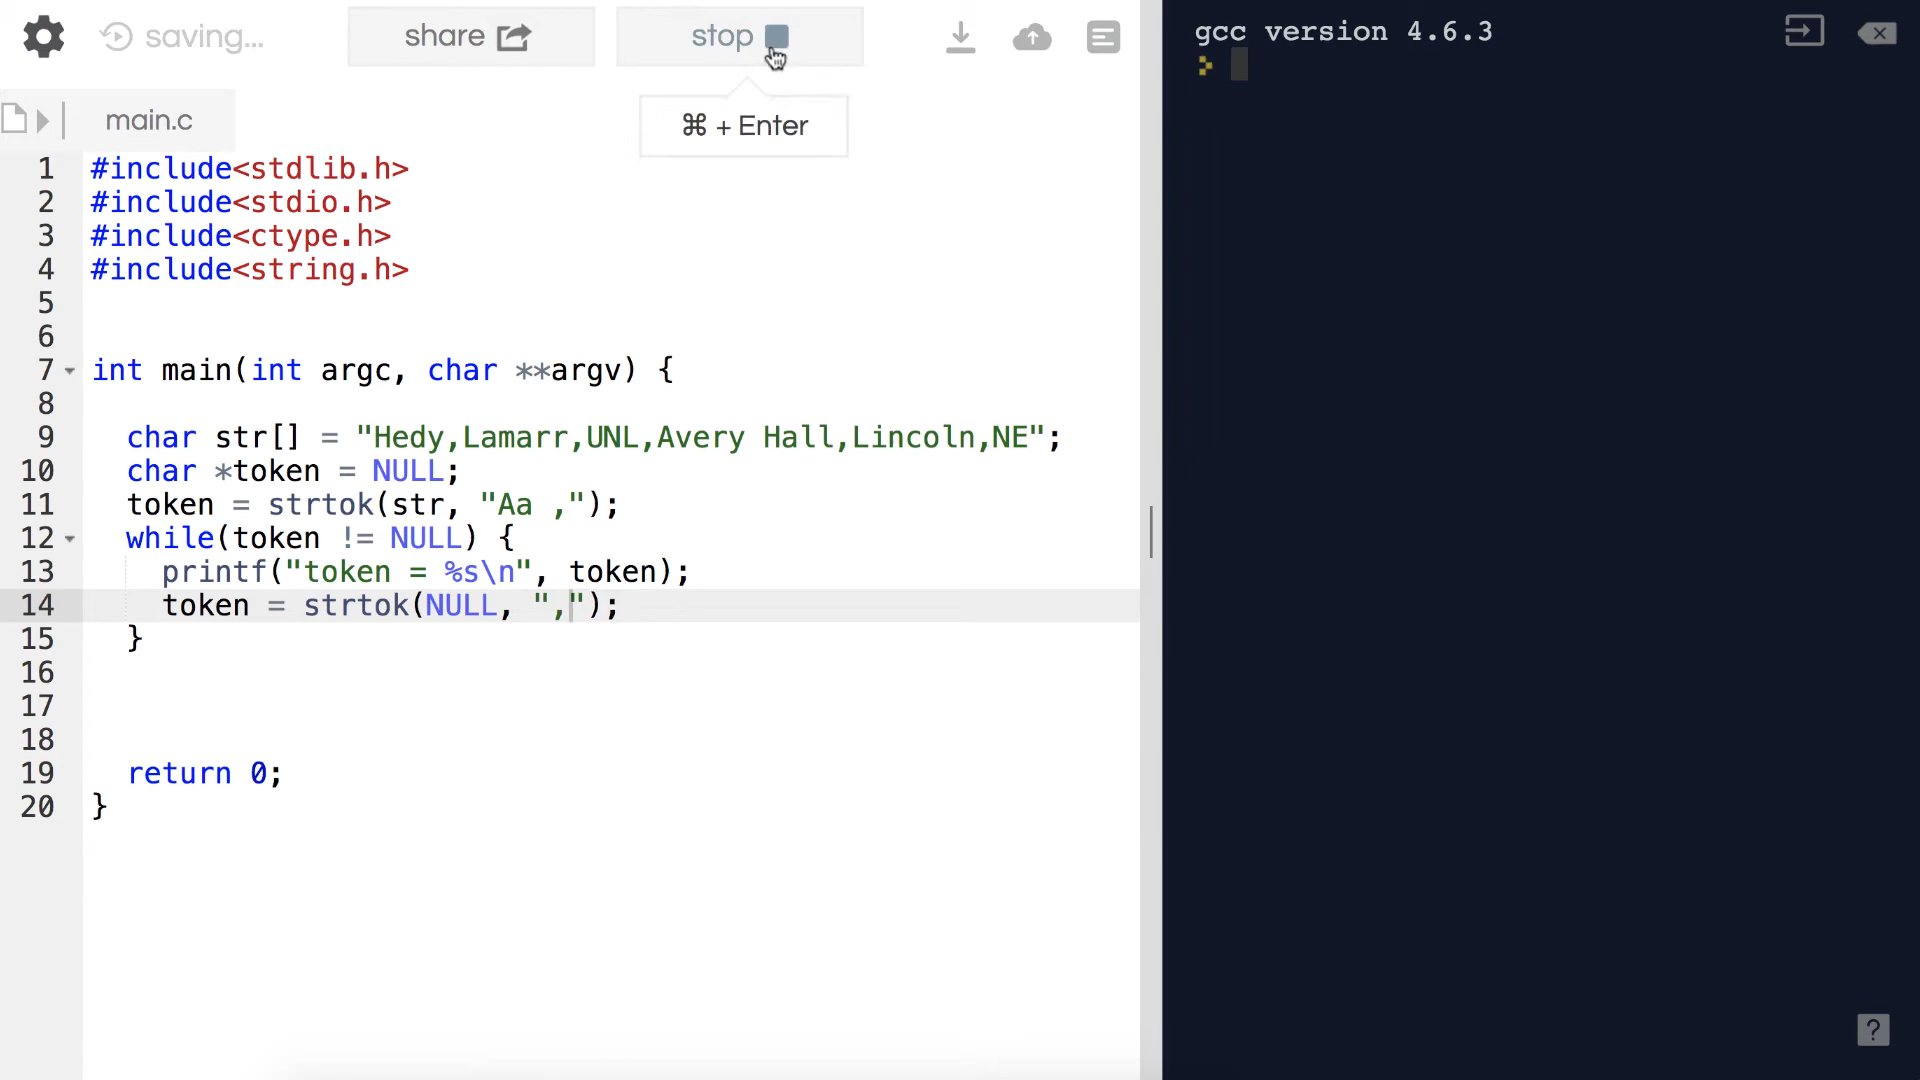 saving...
share
stop
⌘ + Enter
main.c
1 #include<stdlib.h>
2 #include<stdio.h>
3 #include<ctype.h>
4 #include<string.h>
5
6
7 int main(int argc, char **argv) {
8
9 char str[] = "Hedy,Lamarr,UNL,Avery Hall,Lincoln,NE";
10 char *token = NULL;
11 token = strtok(str, "Aa ,");
12 while(token != NULL) {
13 printf("token = %s\n", token);
14 token = strtok(NULL, ",");
15 }
16
17
18
19 return 0;
20 }
gcc version 4.6.3
?